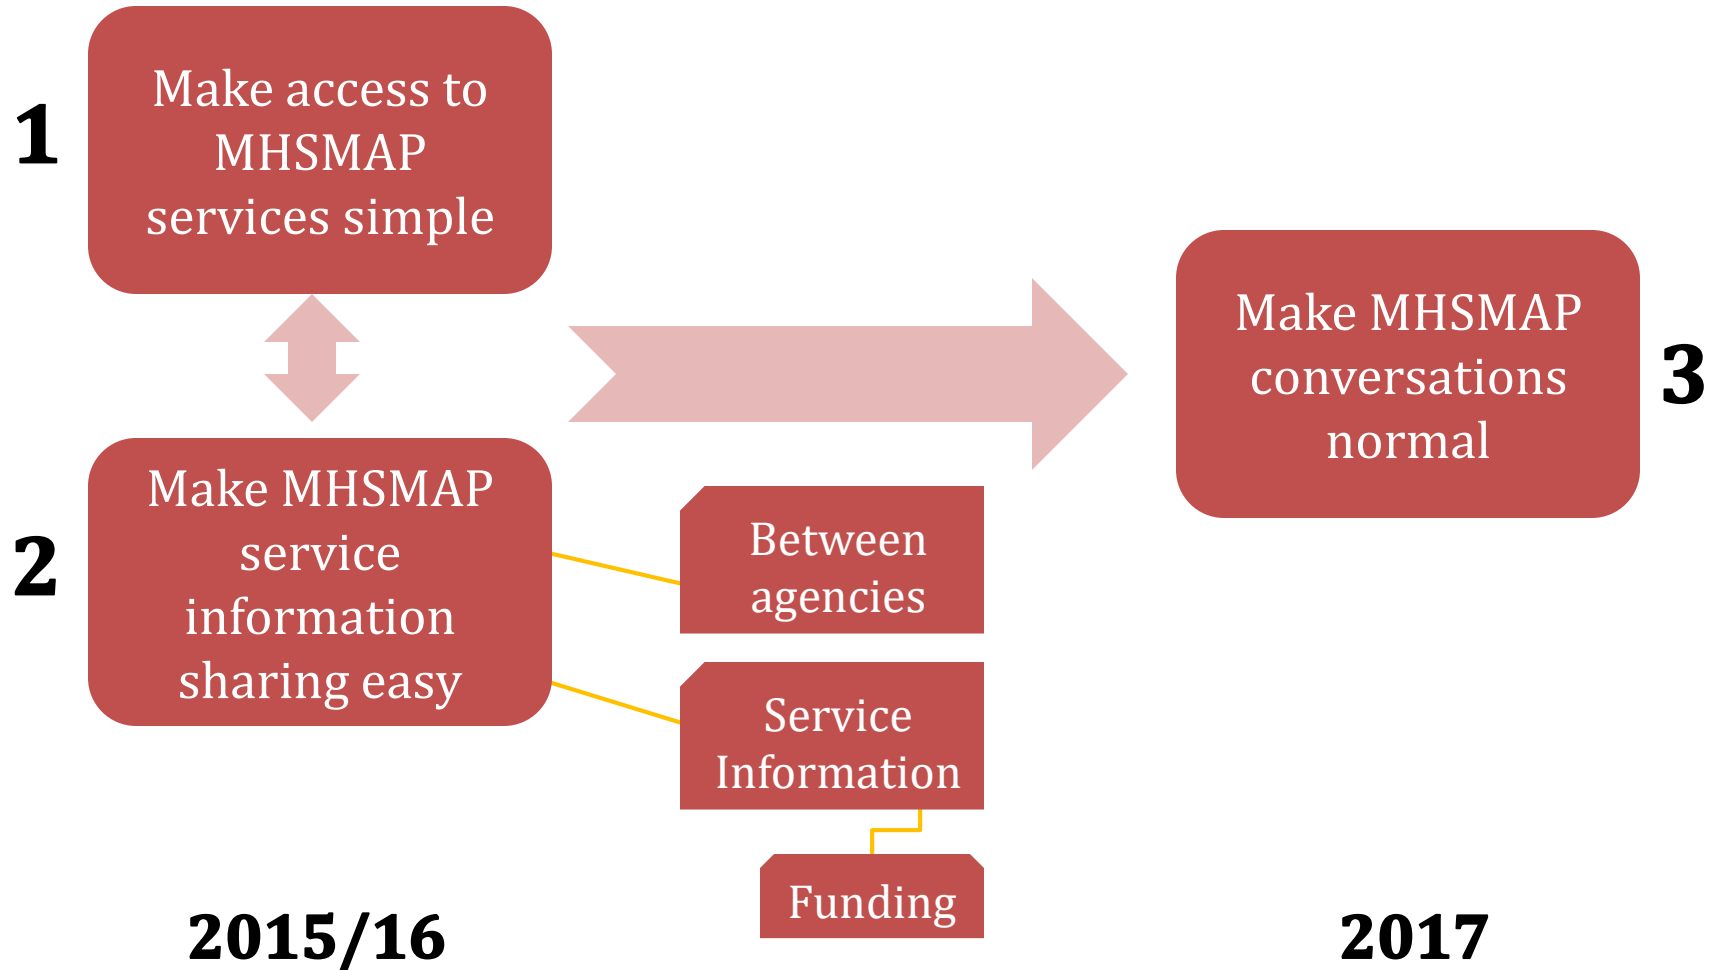 1
Make access to
MHSMAP
services simple
2
Make MHSMAP
service
information
sharing easy
Between
agencies
Service
Information
Funding
2015/16
Make MHSMAP
conversations
normal
3
2017